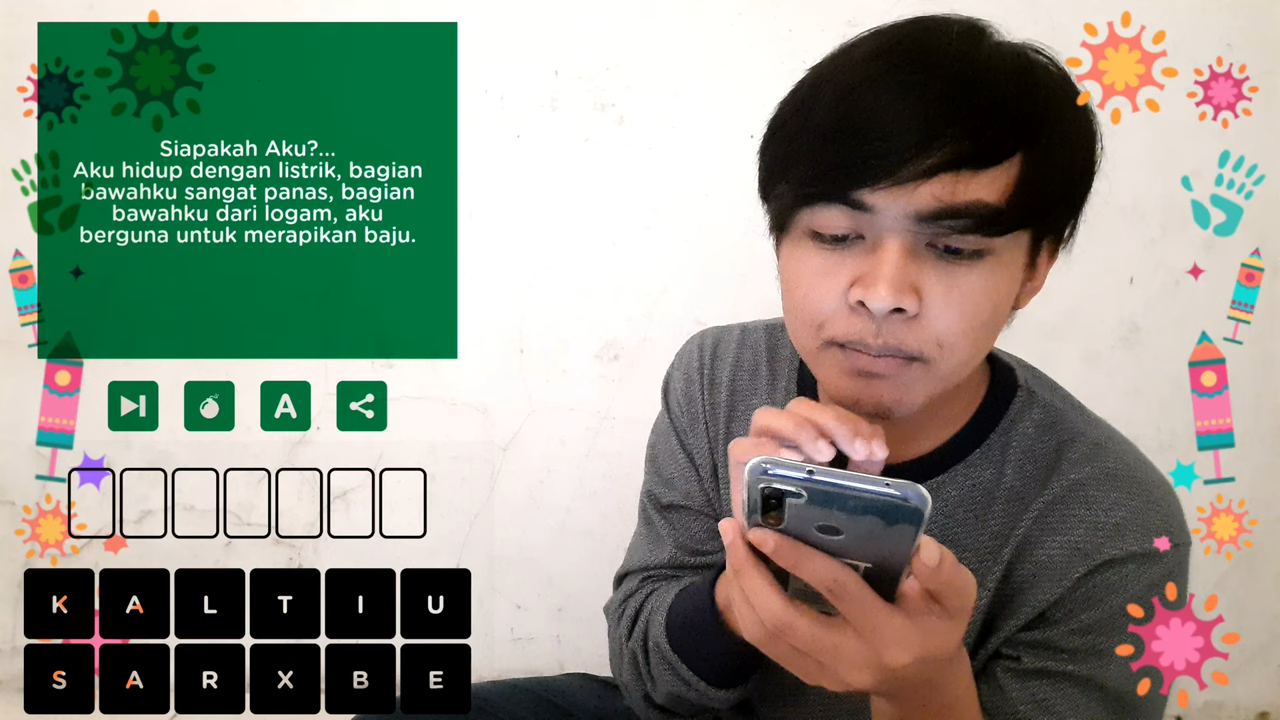 Siapakah Aku?...
Aku hidup dengan listrik, bagian
bawahku sangat panas, bagian
bawahku dari logam, aku
berguna untuk merapikan baju.
A
K A L T I U
S A R X B E